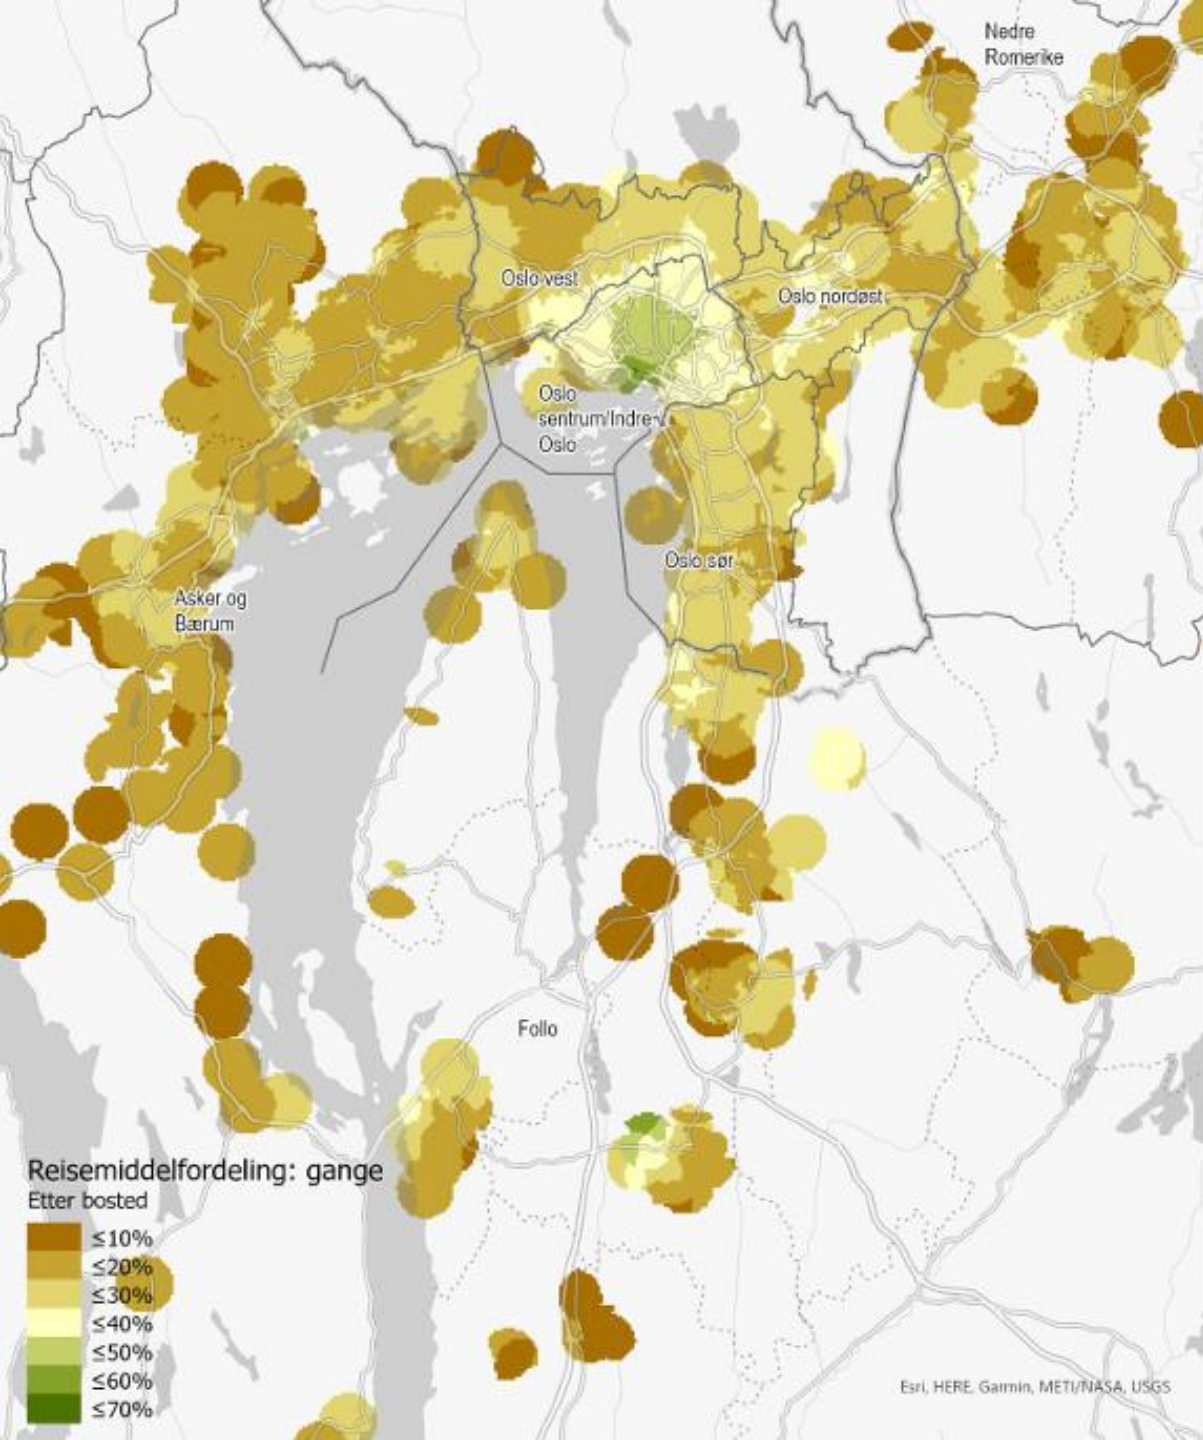 Nedre
Romerike
Oslo vest
Oslo nordøst
Oslo
sentrum/Indre
Oslo
Oslo sør
Asker og
Bærum
Follo
Reisemiddelfordeling: gange
Etter bosted
≤10%
≤20%
≤30%
≤40%
≤50%
≤60%
≤70%
Esri, HERE, Garmin, METI/NASA, USGS